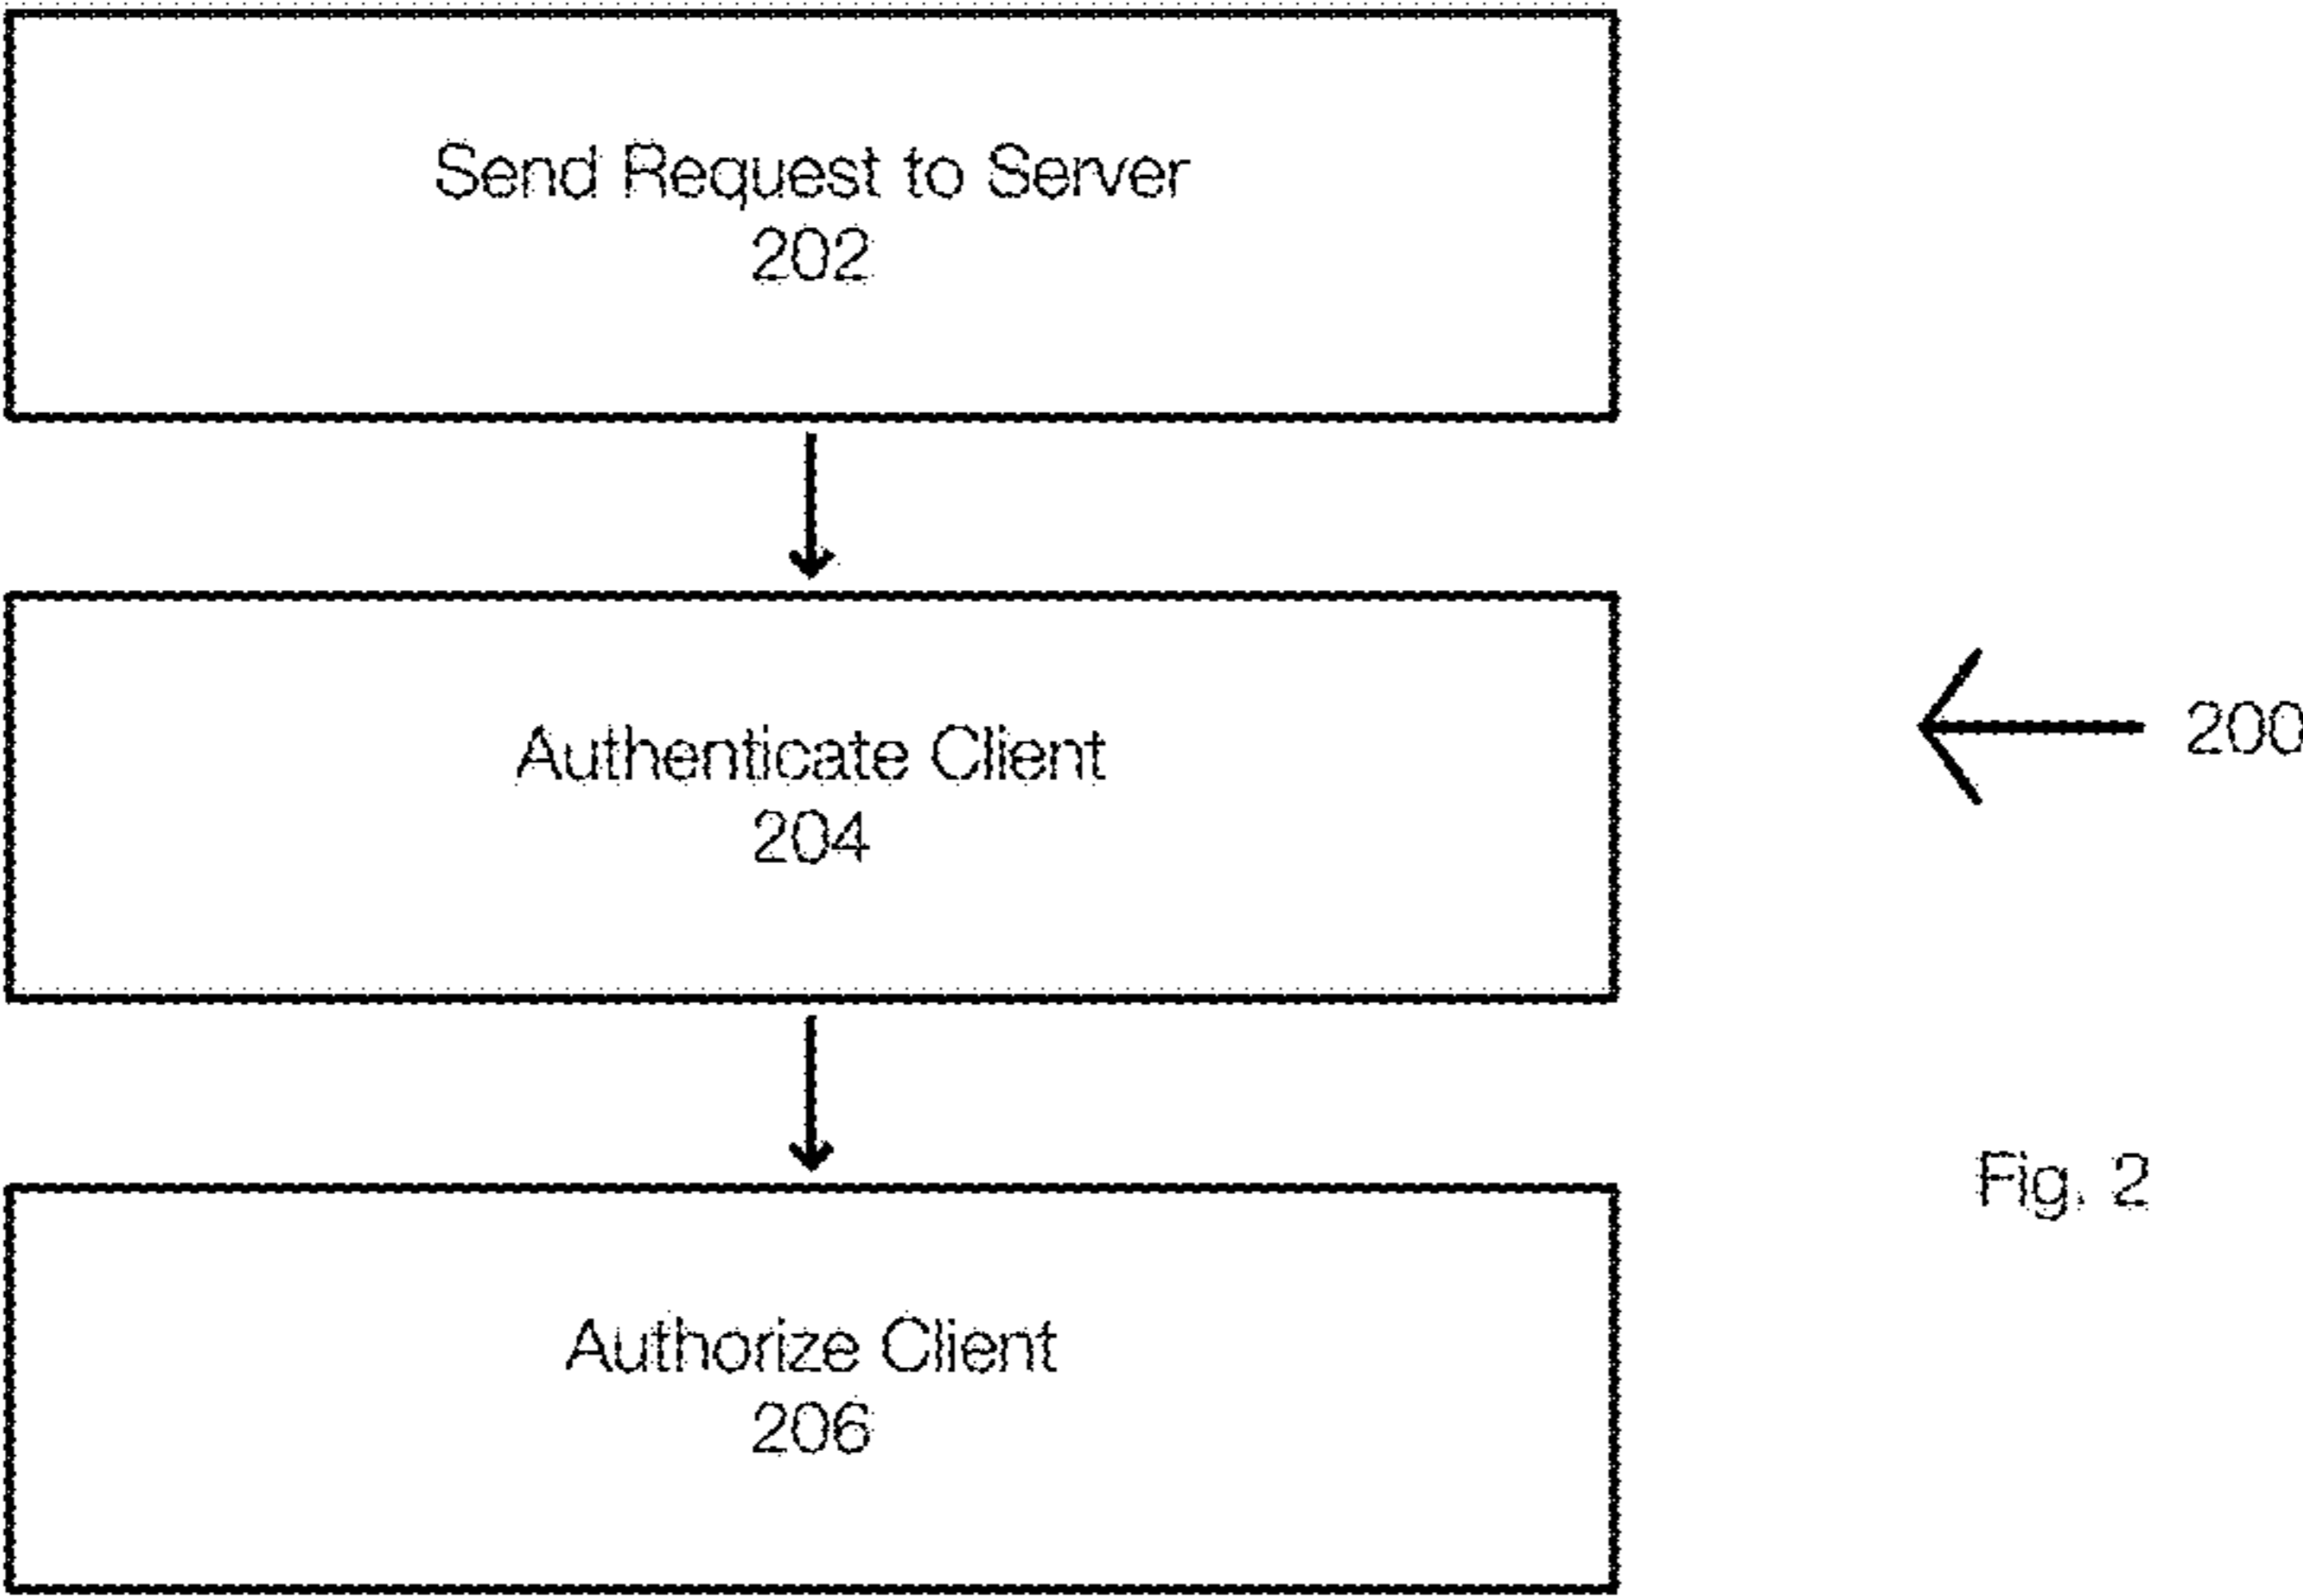 Send Request to Server
202
Authenticate Client
204
200
Fig. 2
Authorize Client
206